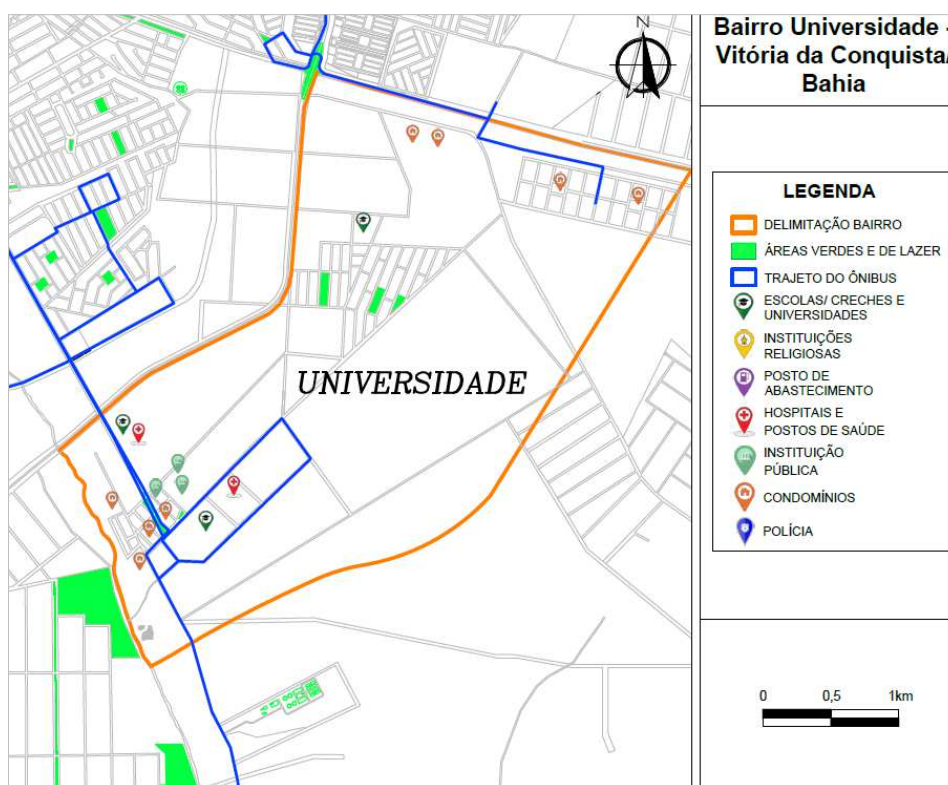 N
Bairro Universidade -
Vitória da Conquista/
Bahia
LEGENDA
DELIMITAÇÃO BAIRRO
ÁREAS VERDES E DE LAZER
TRAJETO DO ÔNIBUS
ESCOLAS/ CRECHES E
UNIVERSIDADES
INSTITUIÇÕES
RELIGIOSAS
POSTO DE
ABASTECIMENTO
HOSPITAIS E
POSTOS DE SAÚDE
INSTITUIÇÃO
PÚBLICA
CONDOMÍNIOS
POLÍCIA
UNIVERSIDADE
0 0,5 1km